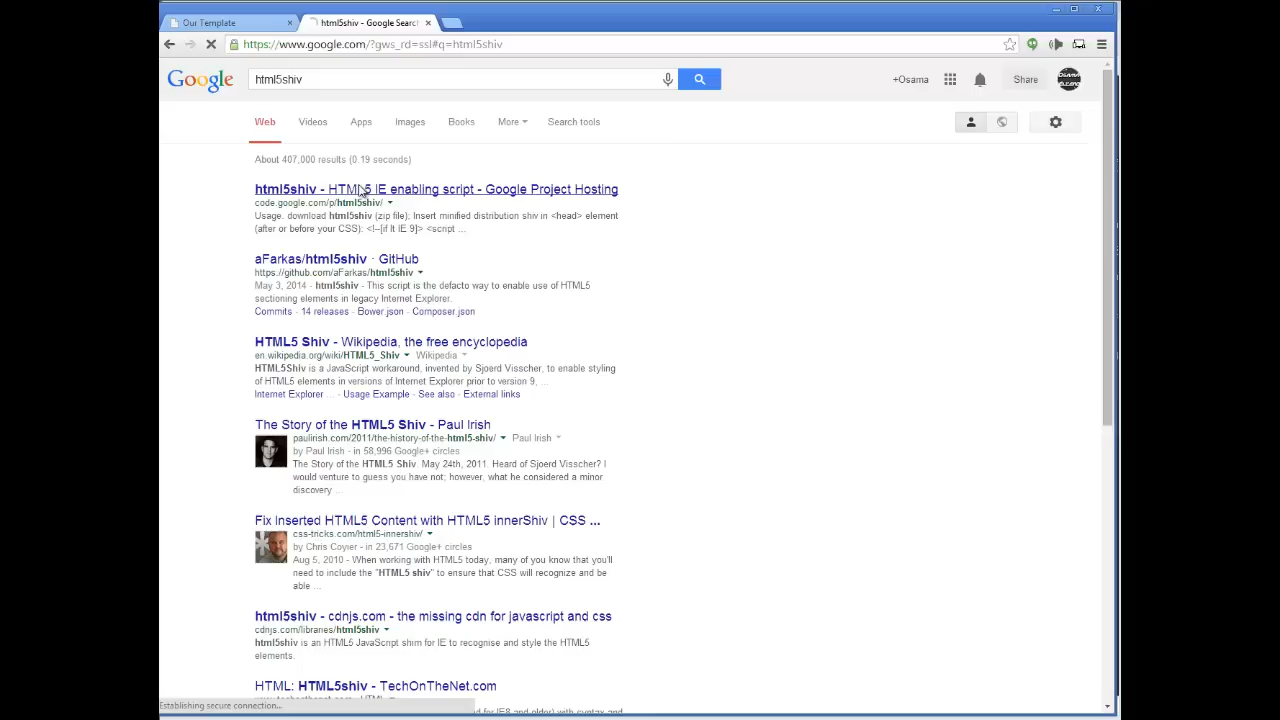 Our Template
html5shiv - Google Search
https://www.google.com/?gws_rd=ssl#q=html5shiv
Google
html5shiv
+Osama
Share
Web Videos Apps Images Books More Search tools
About 407,000 results (0.19 seconds)
html5shiv - HTML5 IE enabling script - Google Project Hosting
code.google.com/p/html5shiv/
Usage. download html5shiv (zip file); Insert minified distribution shiv in <head> element
(after or before your CSS): <!--[if lt IE 9]> <script ...
aFarkas/html5shiv · GitHub
https://github.com/aFarkas/html5shiv
May 3, 2014 - html5shiv - This script is the defacto way to enable use of HTML5
sectioning elements in legacy Internet Explorer.
Commits - 14 releases - Bower.json - Composer.json
HTML5 Shiv - Wikipedia, the free encyclopedia
en.wikipedia.org/wiki/HTML5_Shiv Wikipedia
HTML5Shiv is a JavaScript workaround, invented by Sjoerd Visscher, to enable styling
of HTML5 elements in versions of Internet Explorer prior to version 9, ...
Internet Explorer ... - Usage Example - See also - External links
The Story of the HTML5 Shiv - Paul Irish
paulirish.com/2011/the-history-of-the-html-5-shiv/ Paul Irish
by Paul Irish - in 58,996 Google+ circles
The Story of the HTML5 Shiv. May 24th, 2011. Heard of Sjoerd Visscher? I
would venture to guess you have not; however, what he considered a minor
discovery ...
Fix Inserted HTML5 Content with HTML5 innerShiv | CSS ...
css-tricks.com/html5-innershiv/
by Chris Coyier - in 23,671 Google+ circles
Aug 5, 2010 - When working with HTML5 today, many of you know that you'll
need to include the "HTML5 shiv" to ensure that CSS will recognize and be
able ...
html5shiv - cdnjs.com - the missing cdn for javascript and css
cdnjs.com/libraries/html5shiv
html5shiv is an HTML5 JavaScript shim for IE to recognise and style the HTML5
elements.
HTML: HTML5shiv - TechOnTheNet.com
Establishing secure connection...
for IE8 and older) with syntax and